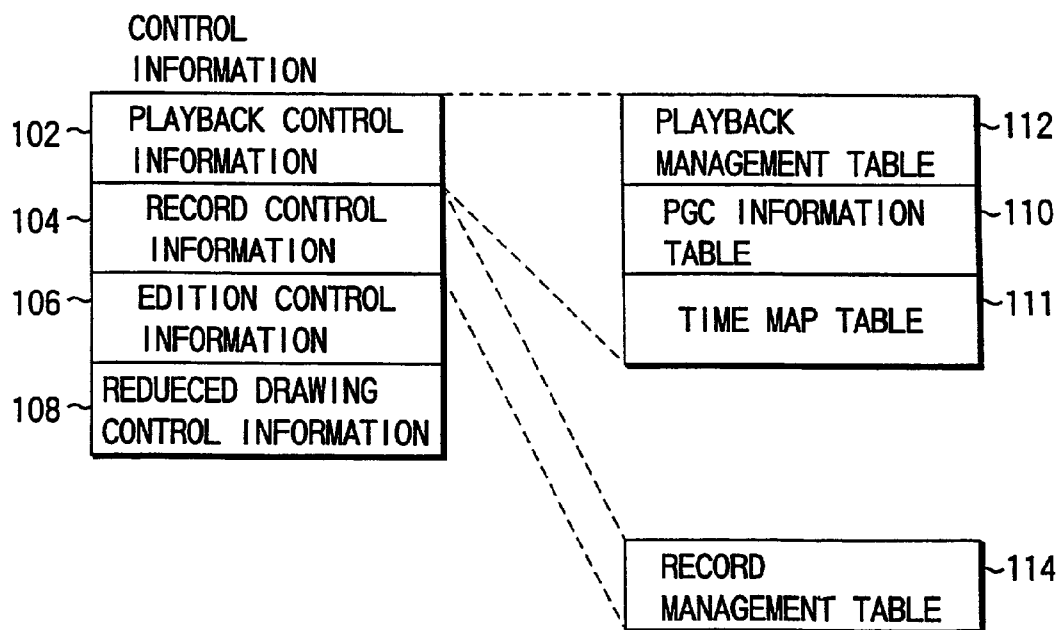 CONTROL
INFORMATION
102
PLAYBACK CONTROL
INFORMATION
104
RECORD CONTROL
INFORMATION
106
EDITION CONTROL
INFORMATION
108
REDUECED DRAWING
CONTROL INFORMATION
PLAYBACK
MANAGEMENT TABLE
112
PGC INFORMATION
TABLE
110
TIME MAP TABLE
111
RECORD
MANAGEMENT TABLE
114